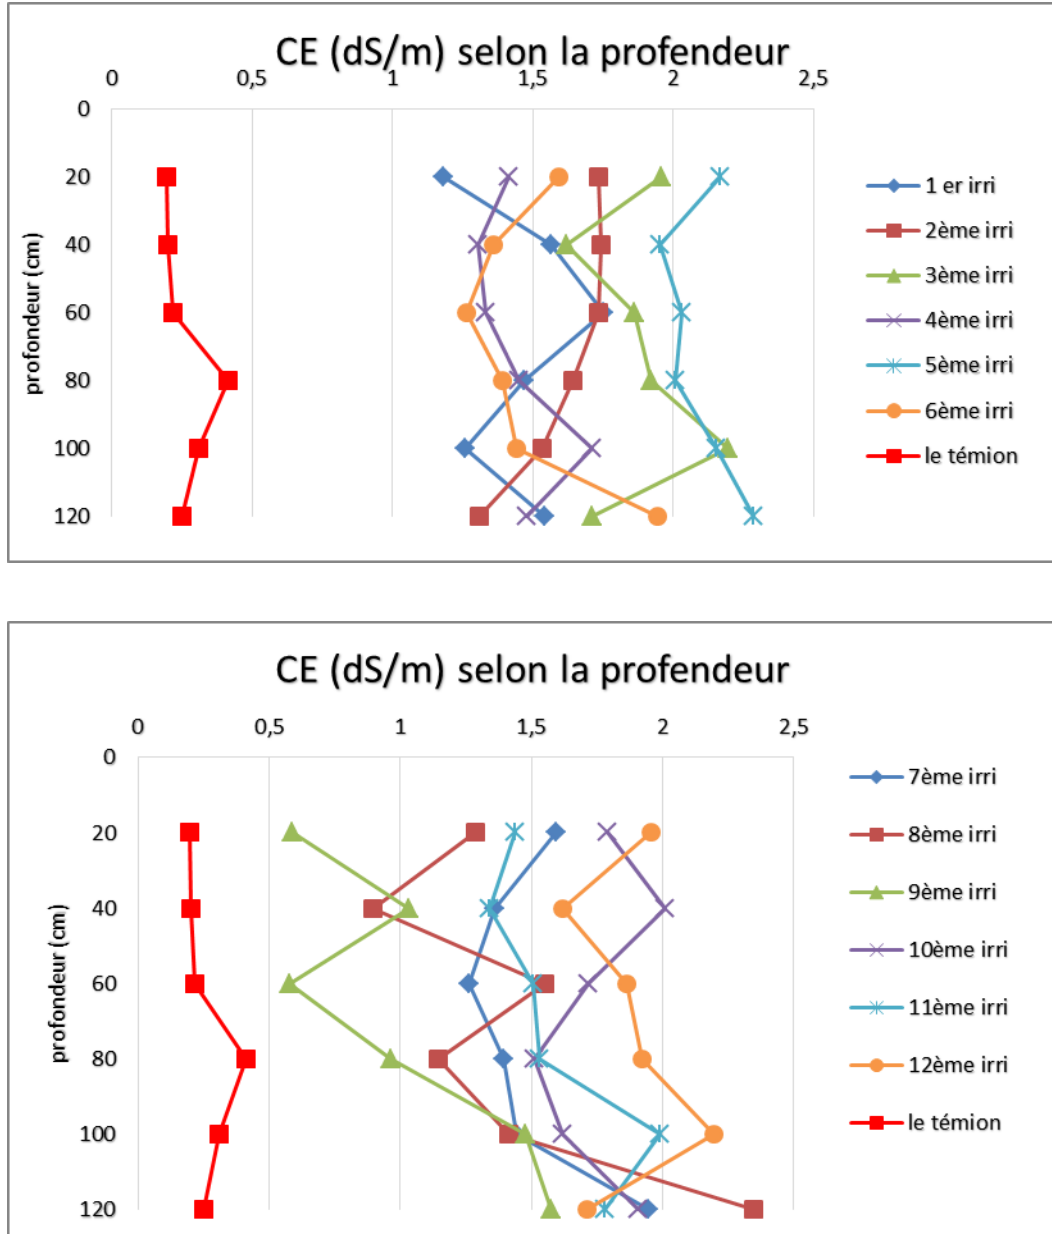 CE (dS/m) selon la profendeur
0 0,5 1 1,5 2 2,5
0
20
40
60
80
100
120
profondeur (cm)
1 er irri
2ème irri
3ème irri
4ème irri
5ème irri
6ème irri
le témion
CE (dS/m) selon la profendeur
0 0,5 1 1,5 2 2,5
0
20
40
60
80
100
120
profondeur (cm)
7ème irri
8ème irri
9ème irri
10ème irri
11ème irri
12ème irri
le témion